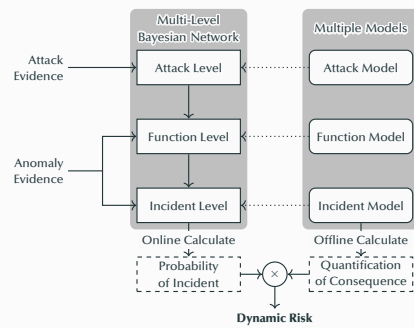 Multi-Level
Bayesian Network
Multiple Models
Attack
Evidence
Attack Level
Attack Model
Function Level
Function Model
Anomaly
Evidence
Incident Level
Incident Model
Online Calculate
Offline Calculate
Probability
of Incident
×
Quantification
of Consequence
Dynamic Risk